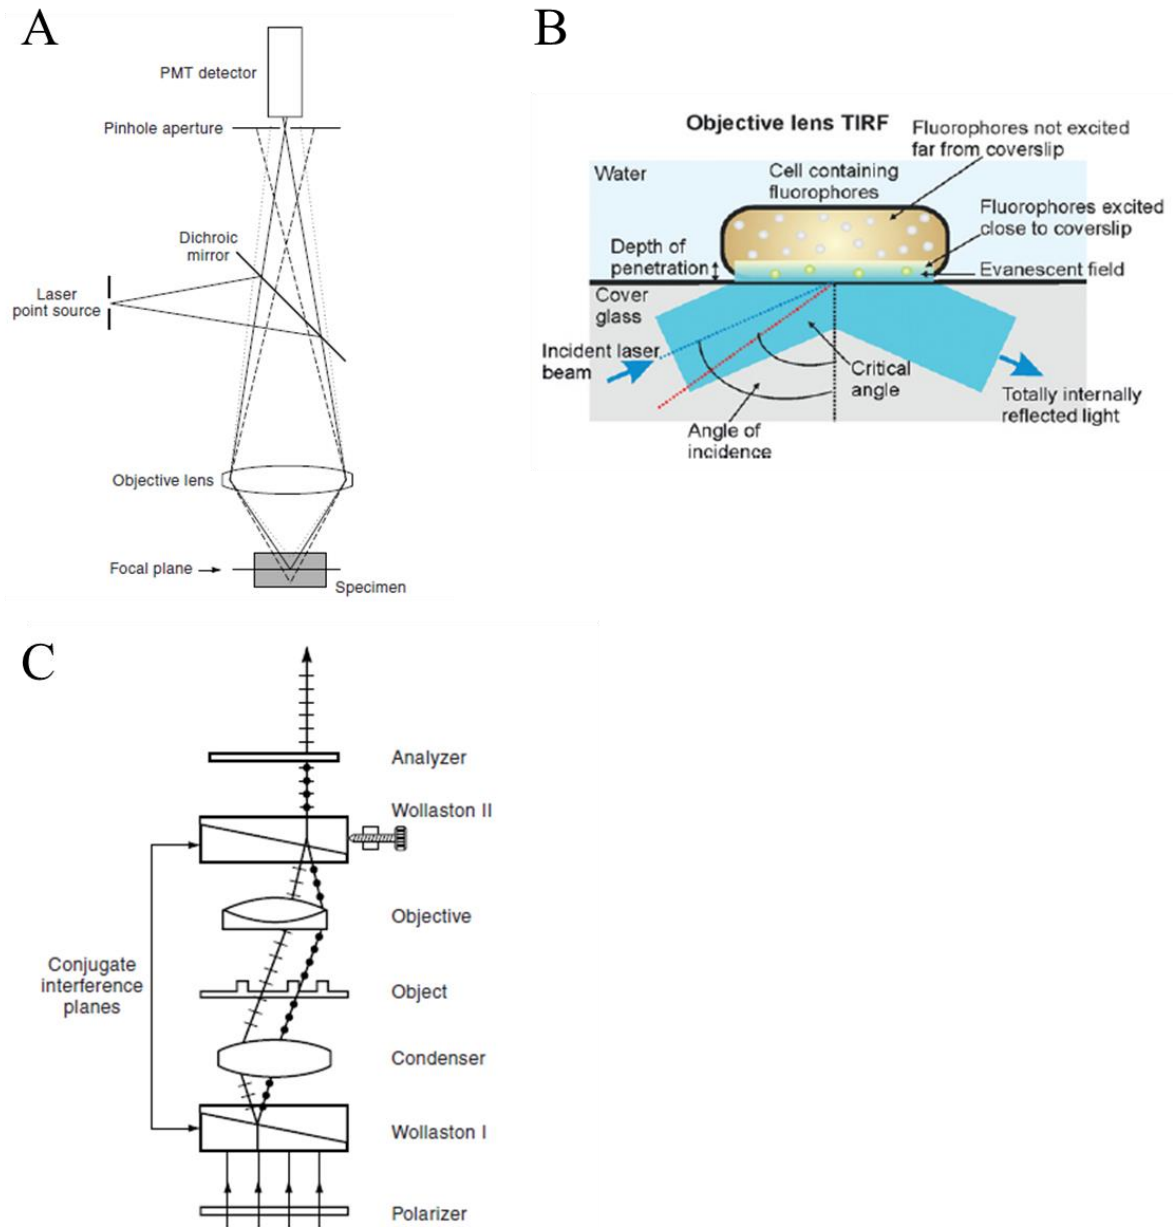 A
PMT detector
Pinhole aperture
Dichroic
mirror
Laser
point source
Objective lens
Focal plane
Specimen
B
Objective lens TIRF
Fluorophores not excited
far from coverslip
Water
Cell containing
fluorophores
Fluorophores excited
close to coverslip
Depth of
penetration
Evanescent field
Cover
glass
Incident laser
beam
Critical
angle
Totally internally
reflected light
Angle of
incidence
C
Analyzer
Wollaston II
Objective
Conjugate
interference
planes
Object
Condenser
Wollaston I
Polarizer